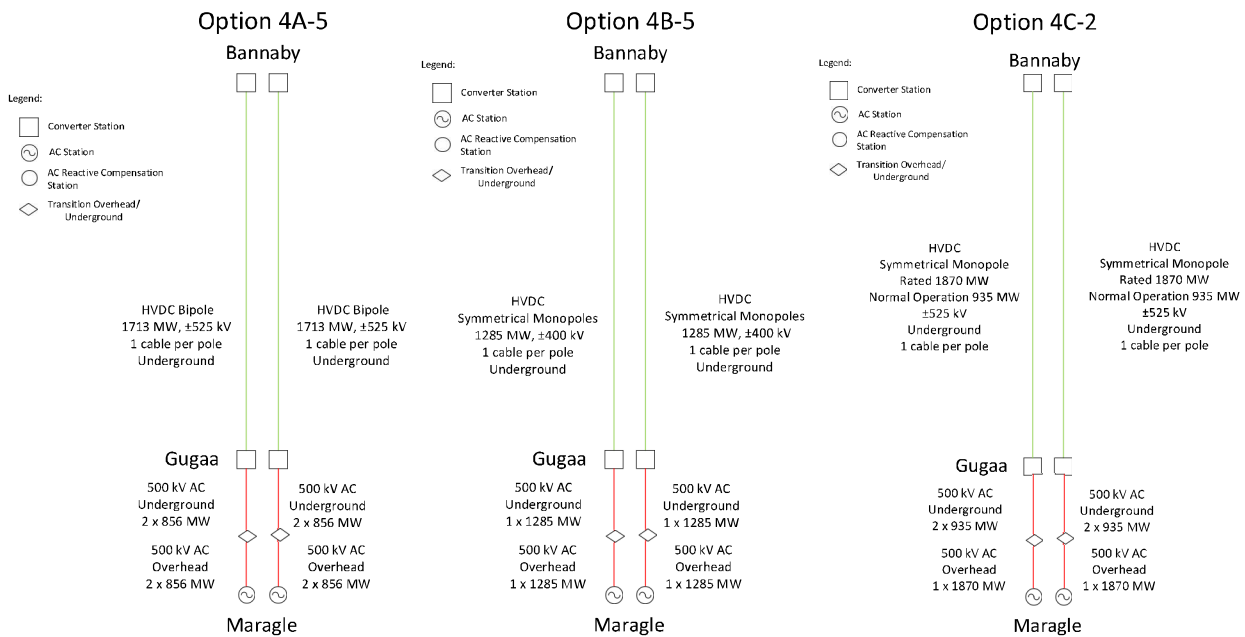 Option 4A-5
Bannaby
Legend:
Converter Station
AC Station
AC Reactive Compensation
Station
Transition Overhead/
Underground
HVDC Bipole
1713 MW, ±525 kV
1 cable per pole
Underground
HVDC Bipole
1713 MW, ±525 kV
1 cable per pole
Underground
Gugaa
500 kV AC
Underground
2 x 856 MW
500 kV AC
Underground
2 x 856 MW
500 kV AC
Overhead
2 x 856 MW
500 kV AC
Overhead
2 x 856 MW
Maragle
Option 4B-5
Bannaby
Legend:
Converter Station
AC Station
AC Reactive Compensation
Station
Transition Overhead/
Underground
HVDC
Symmetrical Monopoles
1285 MW, ±400 kV
1 cable per pole
Underground
HVDC
Symmetrical Monopoles
1285 MW, ±400 kV
1 cable per pole
Underground
Gugaa
500 kV AC
Underground
1 x 1285 MW
500 kV AC
Underground
1 x 1285 MW
500 kV AC
Overhead
1 x 1285 MW
500 kV AC
Overhead
1 x 1285 MW
Maragle
Option 4C-2
Bannaby
Legend:
Converter Station
AC Station
AC Reactive Compensation
Station
Transition Overhead/
Underground
HVDC
Symmetrical Monopole
Rated 1870 MW
Normal Operation 935 MW
±525 kV
Underground
1 cable per pole
HVDC
Symmetrical Monopole
Rated 1870 MW
Normal Operation 935 MW
±525 kV
Underground
1 cable per pole
Gugaa
500 kV AC
Underground
2 x 935 MW
500 kV AC
Underground
2 x 935 MW
500 kV AC
Overhead
1 x 1870 MW
500 kV AC
Overhead
1 x 1870 MW
Maragle